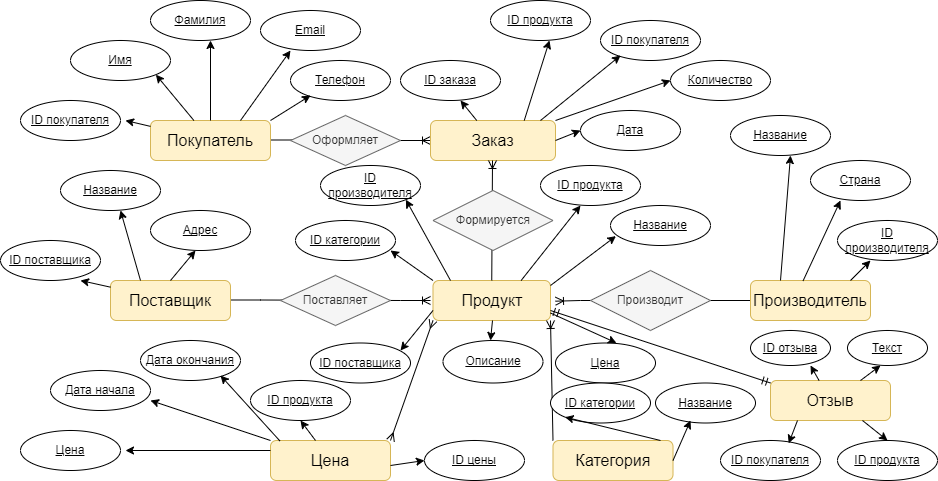 Фамилия
Email
ID продукта
ID покупателя
Имя
Телефон
ID заказа
Количество
ID покупателя
Покупатель
Оформляет
Заказ
Дата
Название
Название
ID
производителя
ID продукта
Страна
Формируется
Адрес
ID категории
Название
ID
производителя
ID поставщика
Поставщик
Поставляет
Продукт
Производит
Производитель
Дата окончания
ID поставщика
Описание
Цена
ID отзыва
Текст
Дата начала
ID продукта
ID категории
Название
Отзыв
Цена
Цена
ID цены
Категория
ID покупателя
ID продукта